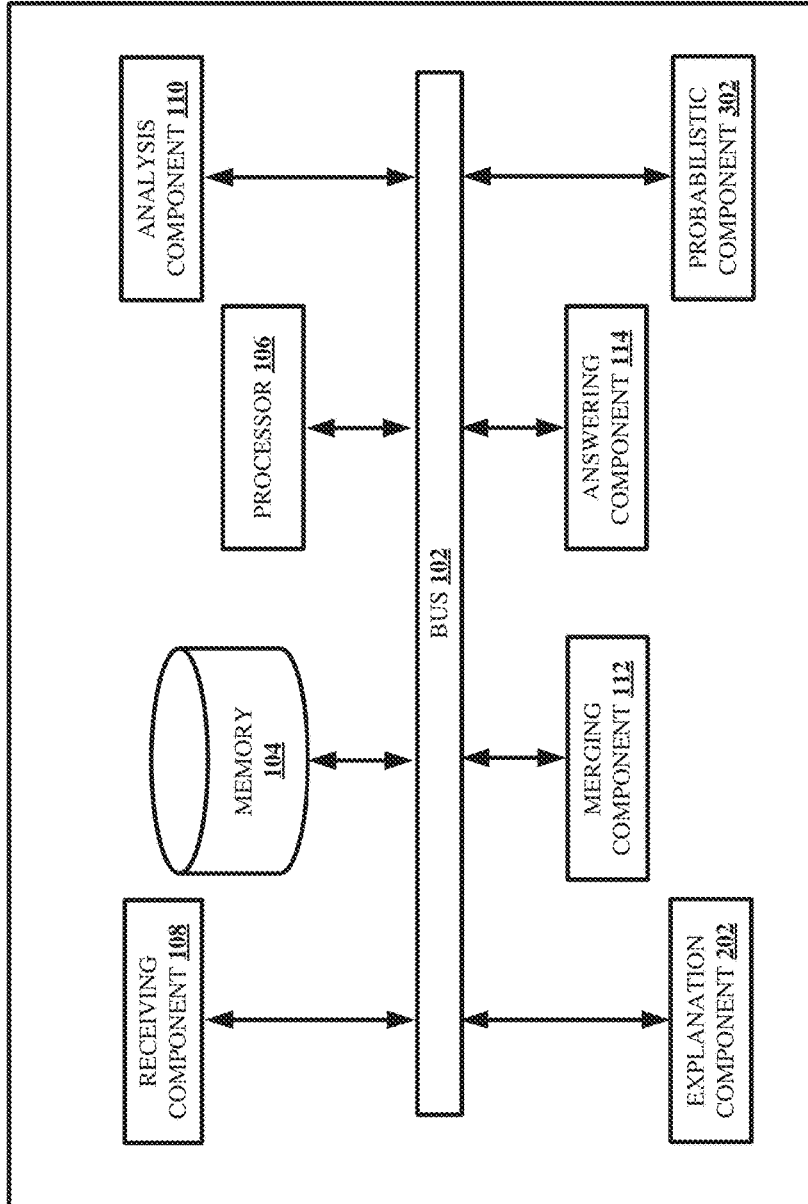 RECEIVING
COMPONENT 108
MEMORY
104
PROCESSOR 106
ANALYSIS
COMPONENT 110
BUS 102
EXPLANATION
COMPONENT 202
MERGING
COMPONENT 112
ANSWERING
COMPONENT 114
PROBABILISTIC
COMPONENT 302